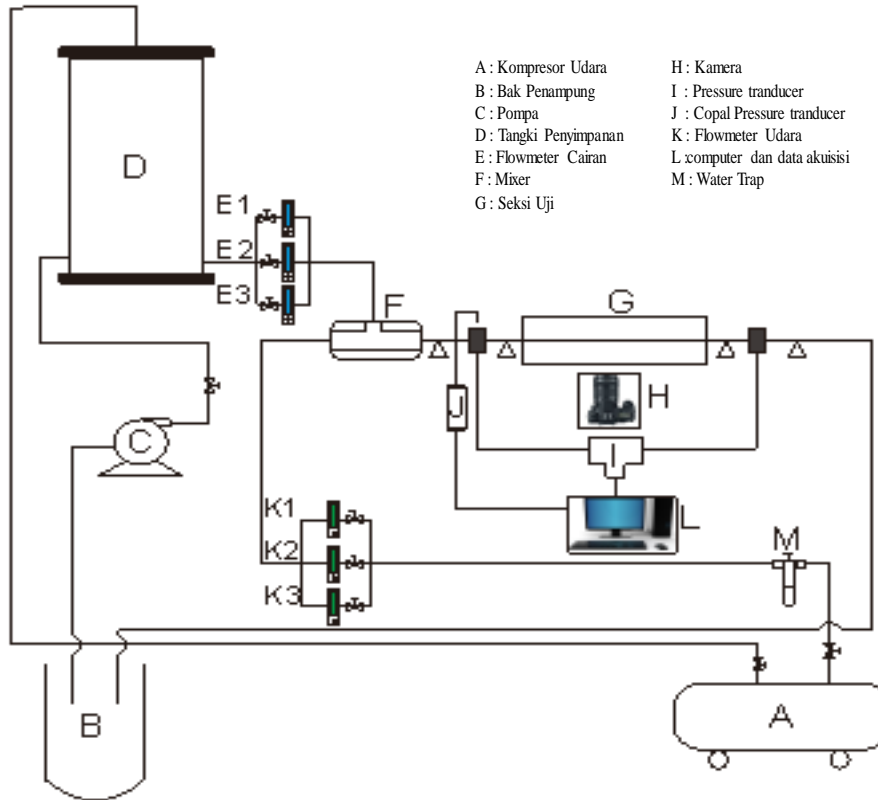 A : Kompresor Udara
B : Bak Penampung
C : Pompa
D : Tangki Penyimpanan
E : Flowmeter Cairan
F : Mixer
G : Seksi Uji
H : Kamera
I : Pressure tranducer
J : Copal Pressure tranducer
K : Flowmeter Udara
L :computer dan data akuisisi
M : Water Trap
D
E1
E2
E3
F
G
C
J
H
I
L
K1
K2
K3
M
B
A